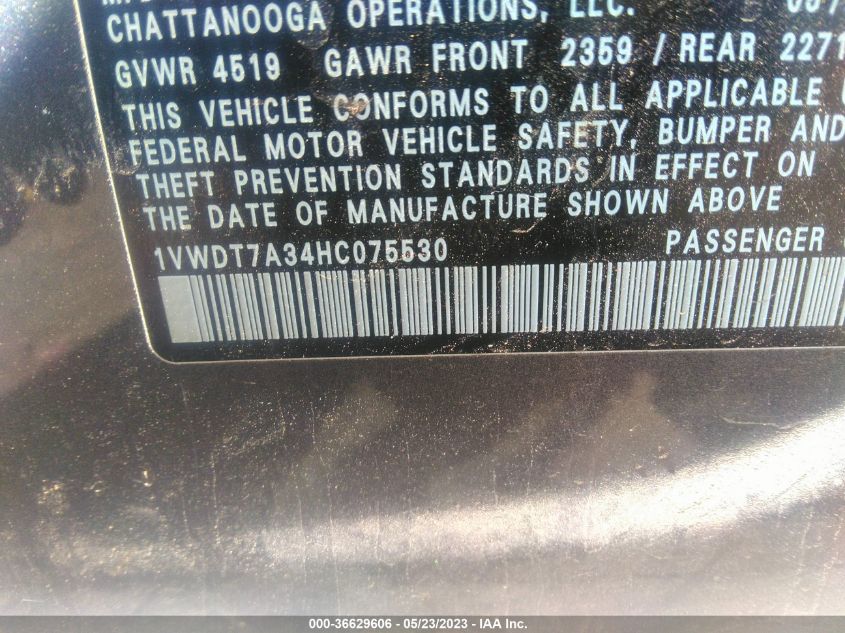 CHATTANOOGA OPERATIONS, LLC.
GVWR 4519 GAWR FRONT 2359 / REAR 2271
THIS VEHICLE CONFORMS TO ALL APPLICABLE
FEDERAL MOTOR VEHICLE SAFETY, BUMPER AND
THEFT PREVENTION STANDARDS IN EFFECT ON
THE DATE OF MANUFACTURE SHOWN ABOVE
1VWDT7A34HC075530 PASSENGER
000-36629606 - 05/23/2023 - IAA Inc.